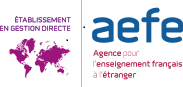 ÉTABLISSEMENT
EN GESTION DIRECTE
aefe
Agence pour
l'enseignement français
à l'étranger